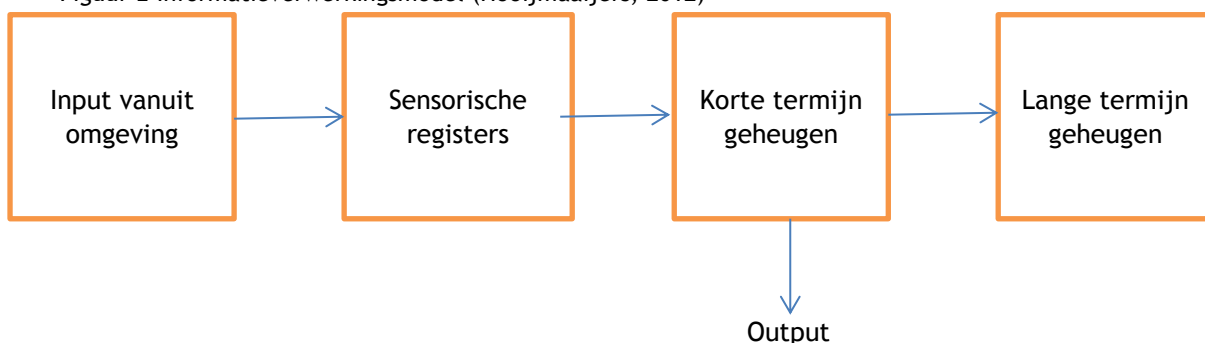 Input vanuit
omgeving
Sensorische
registers
Korte termijn
geheugen
Lange termijn
geheugen
Output